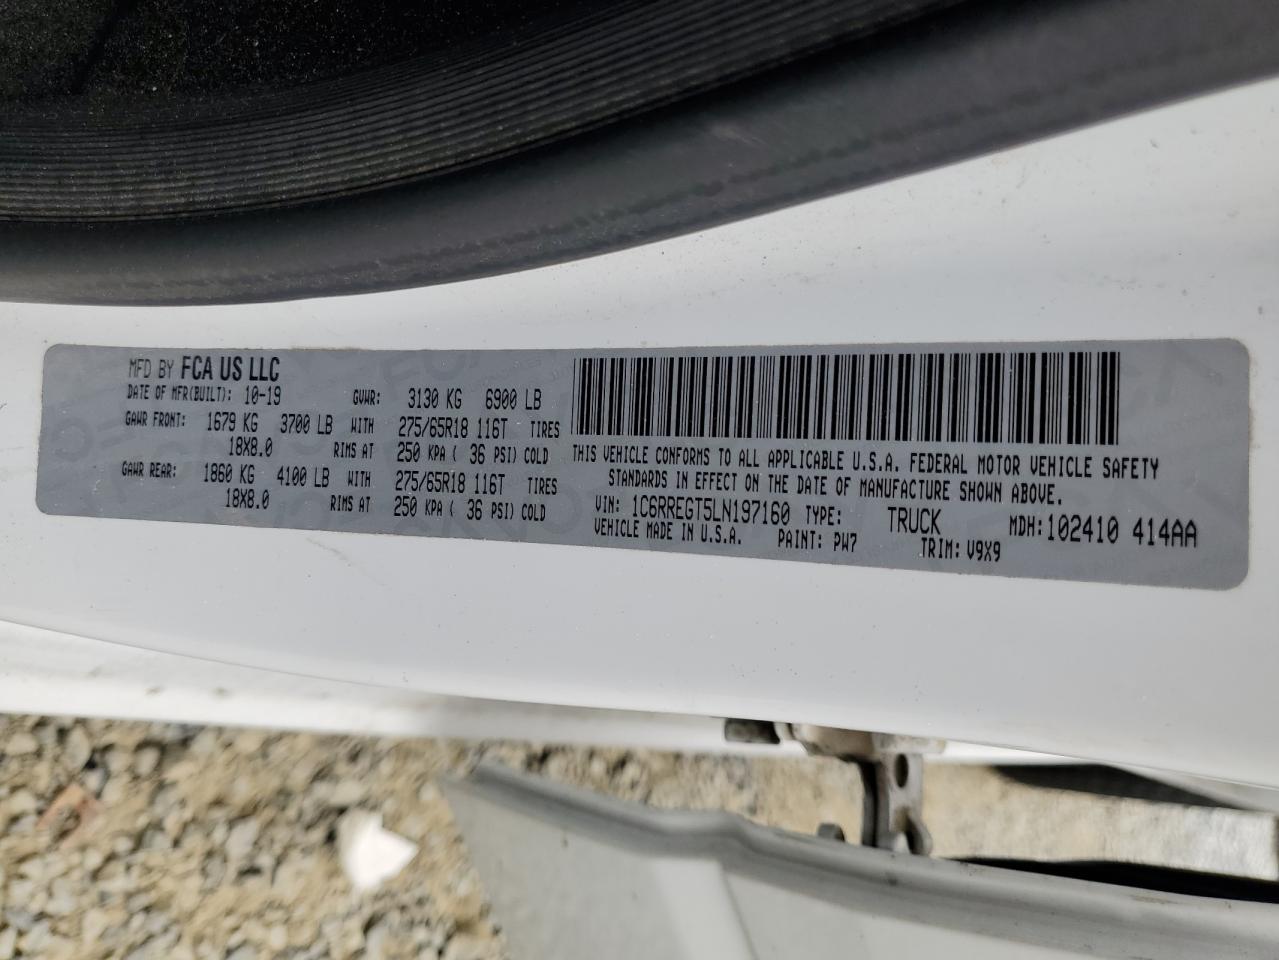 MFD BY FCA US LLC
DATE OF MFR(BUILT): 10-19 GVWR: 3130 KG 6900 LB
GAWR FRONT: 1679 KG 3700 LB WITH 275/65R18 116T TIRES
18X8.0 RIMS AT 250 KPA ( 36 PSI) COLD
GAWR REAR: 1860 KG 4100 LB WITH 275/65R18 116T TIRES
18X8.0 RIMS AT 250 KPA ( 36 PSI) COLD
THIS VEHICLE CONFORMS TO ALL APPLICABLE U.S.A. FEDERAL MOTOR VEHICLE SAFETY
STANDARDS IN EFFECT ON THE DATE OF MANUFACTURE SHOWN ABOVE.
VIN: 1C6RREGT5LN197160 TYPE: TRUCK MDH:102410 414AA
VEHICLE MADE IN U.S.A. PAINT: PW7 TRIM: V9X9